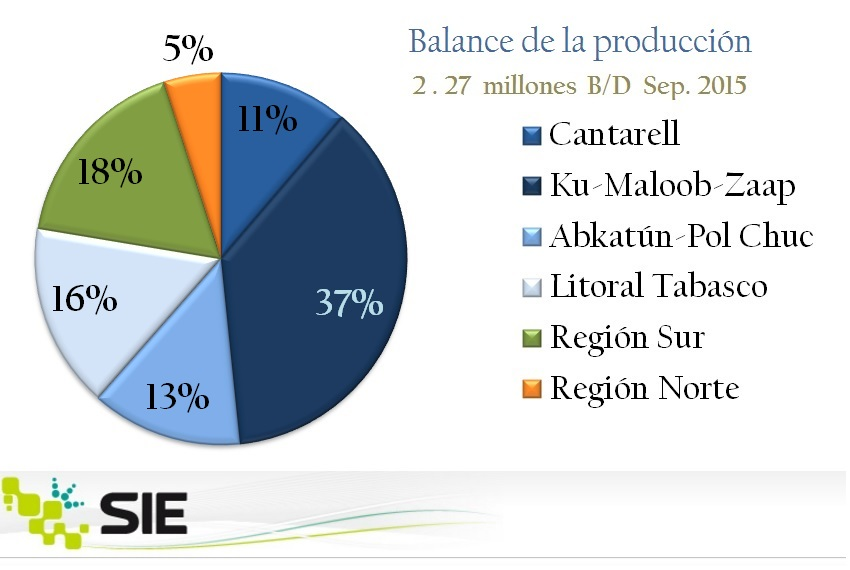 Balance de la producción
2 . 27 millones B/D Sep. 2015
5%
11%
18%
37%
16%
13%
Cantarell
Ku-Maloob-Zaap
Abkatún-Pol Chuc
Litoral Tabasco
Región Sur
Región Norte
SIE